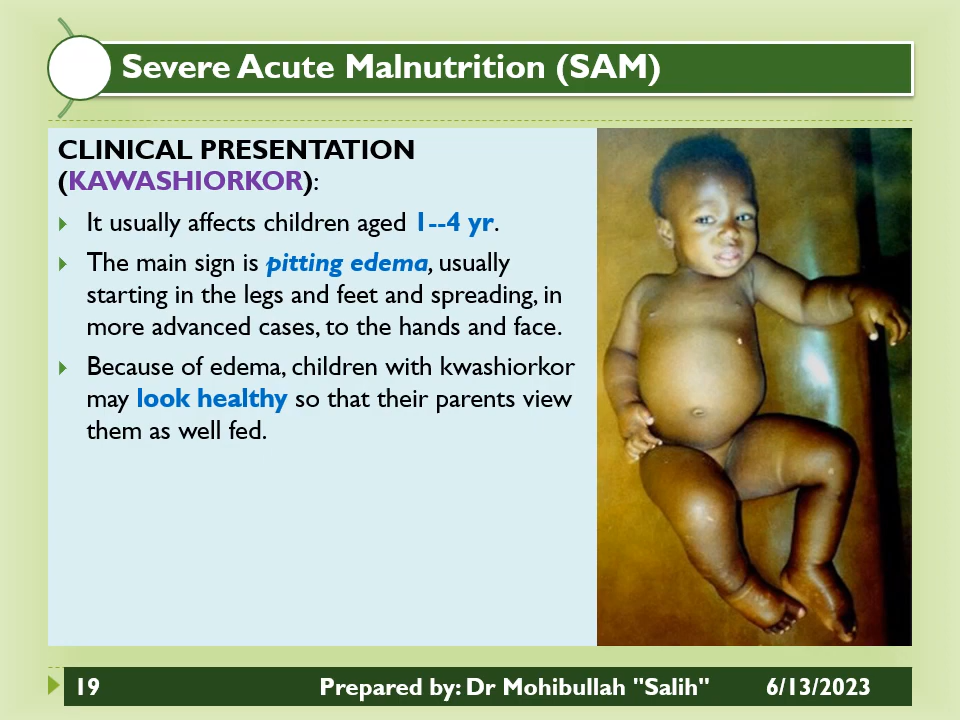 Severe Acute Malnutrition (SAM)
CLINICAL PRESENTATION
(KAWASHIORKOR):
It usually affects children aged 1--4 yr.
The main sign is pitting edema, usually
starting in the legs and feet and spreading, in
more advanced cases, to the hands and face.
Because of edema, children with kwashiorkor
may look healthy so that their parents view
them as well fed.
19 Prepared by: Dr Mohibullah "Salih" 6/13/2023